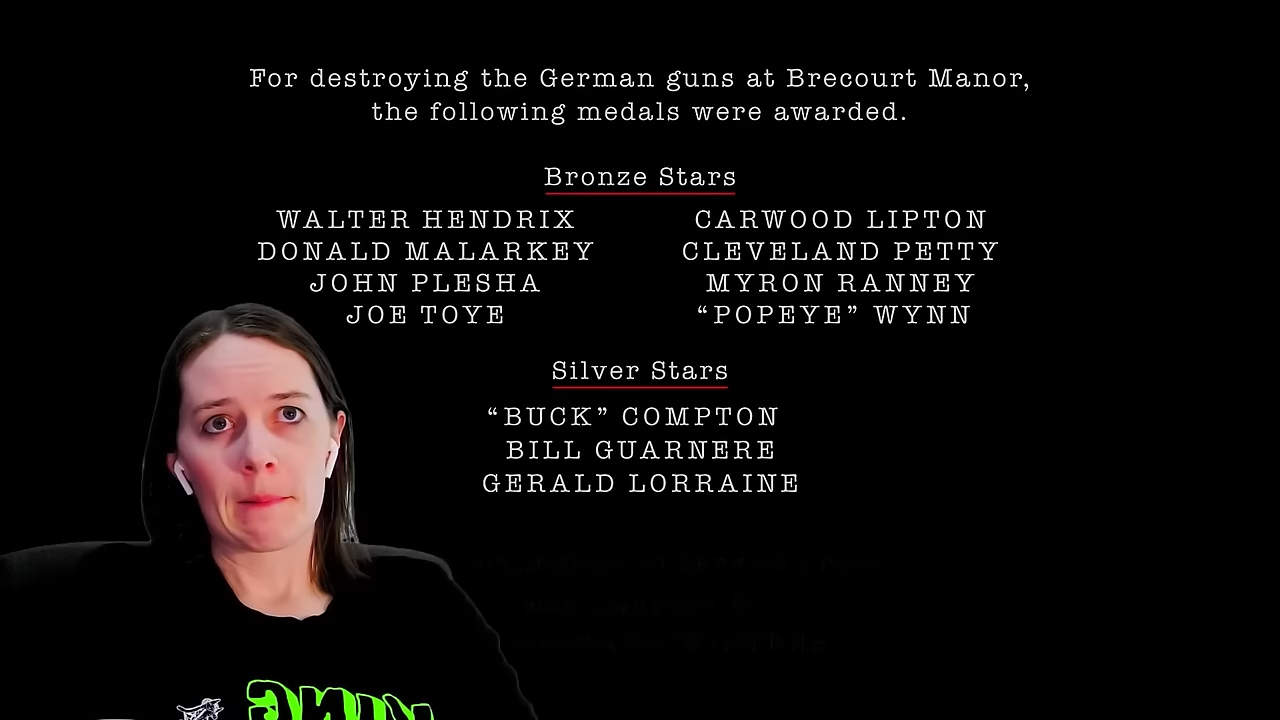 For destroying the German guns at Brecourt Manor,
the following medals were awarded.
Bronze Stars
WALTER HENDRIX CARWOOD LIPTON
DONALD MALARKEY CLEVELAND PETTY
JOHN PLESHA MYRON RANNEY
JOE TOYE “POPEYE” WYNN
Silver Stars
“BUCK” COMPTON
BILL GUARNERE
GERALD LORRAINE